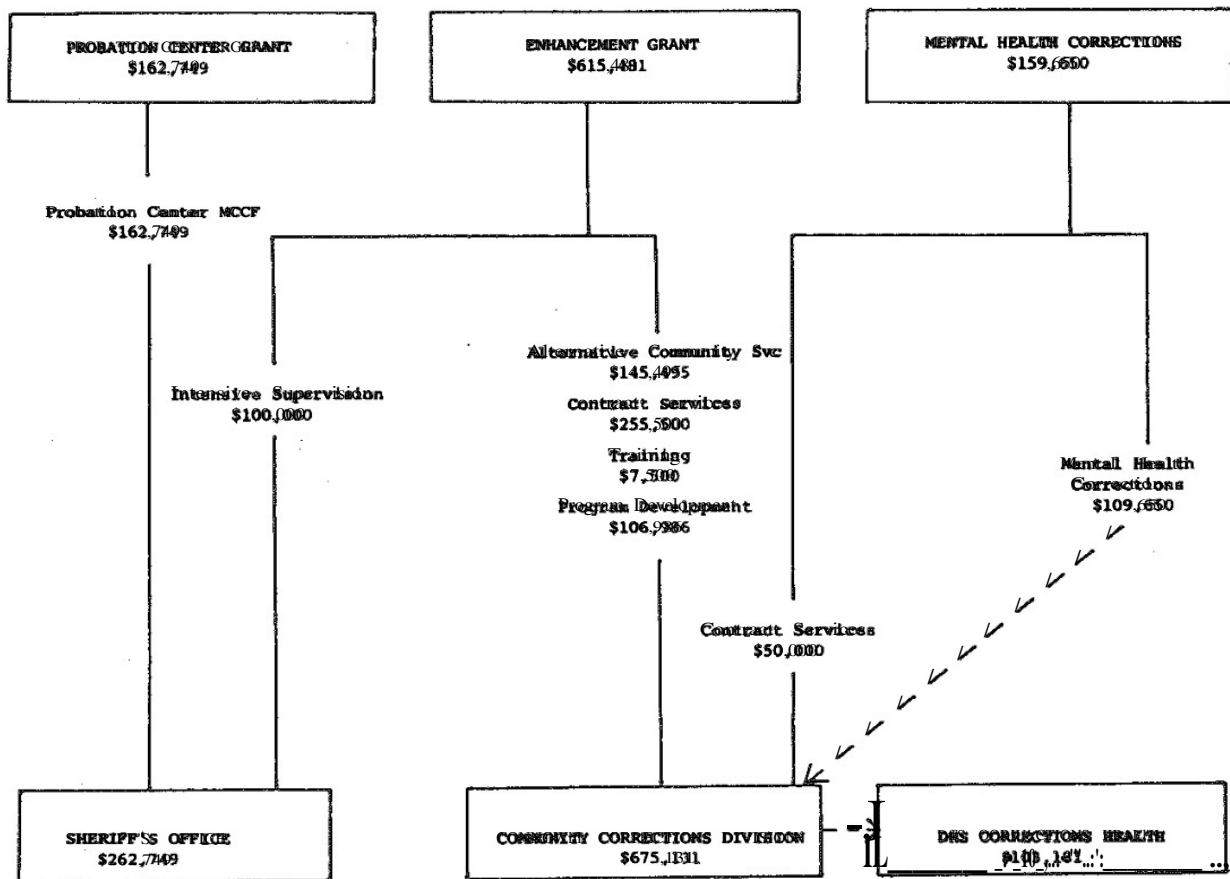 PROBATION CENTER GRANT
$162,749
ENHANCEMENT GRANT
$615,481
MENTAL HEALTH CORRECTIONS
$159,650
Probation Center MCCF
$162,749
Intensive Supervision
$100,000
Alternative Community Svc
$145,495
Contract Services
$255,500
Training
$7,500
Program Development
$106,986
Mental Health
Corrections
$109,650
Contract Services
$50,000
SHERIFF'S OFFICE
$262,749
COMMUNITY CORRECTIONS DIVISION
$675,131
DHS CORRECTIONS HEALTH